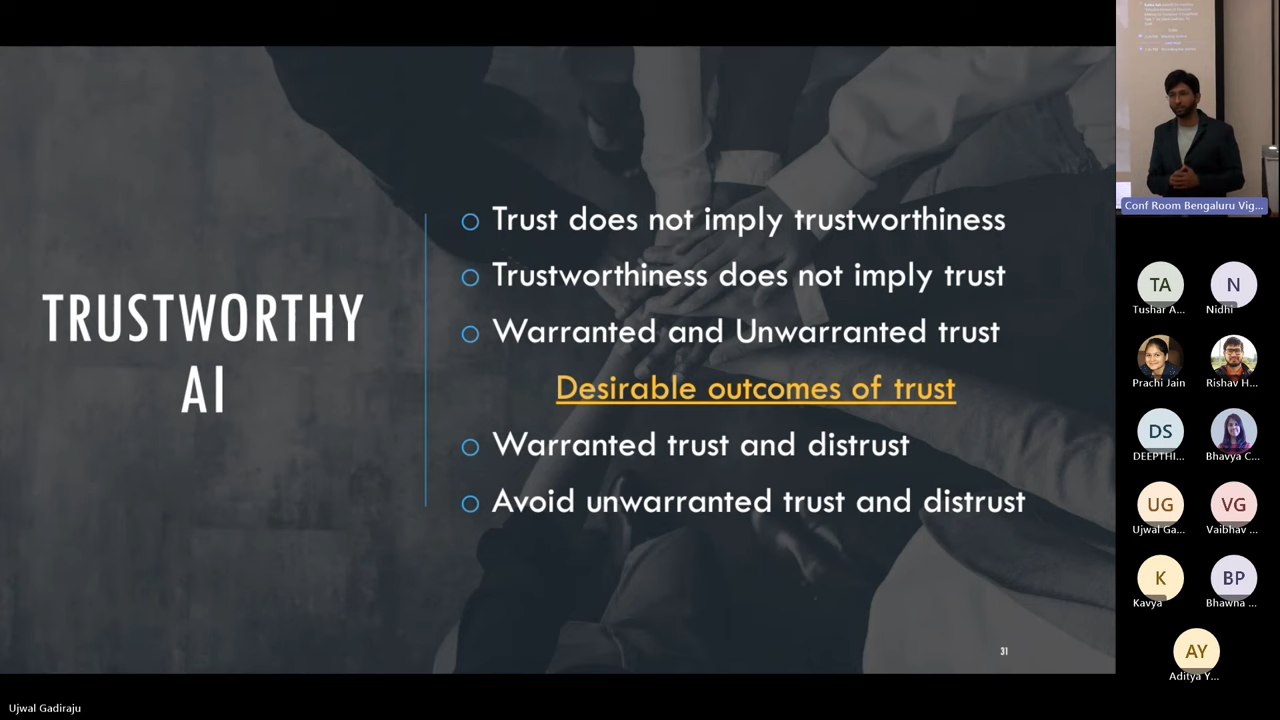 TRUSTWORTHY
AI
Trust does not imply trustworthiness
Trustworthiness does not imply trust
Warranted and Unwarranted trust
Desirable outcomes of trust
Warranted trust and distrust
Avoid unwarranted trust and distrust
31
Conf Room Bengaluru Vig...
TA
Tushar A...
N
Nidhi
Prachi Jain
Rishav H...
DS
DEEPTHI...
Bhavya C...
UG
Ujwal Ga...
VG
Vaibhav ...
K
Kavya
BP
Bhawna ...
AY
Aditya Y...
Ujwal Gadiraju